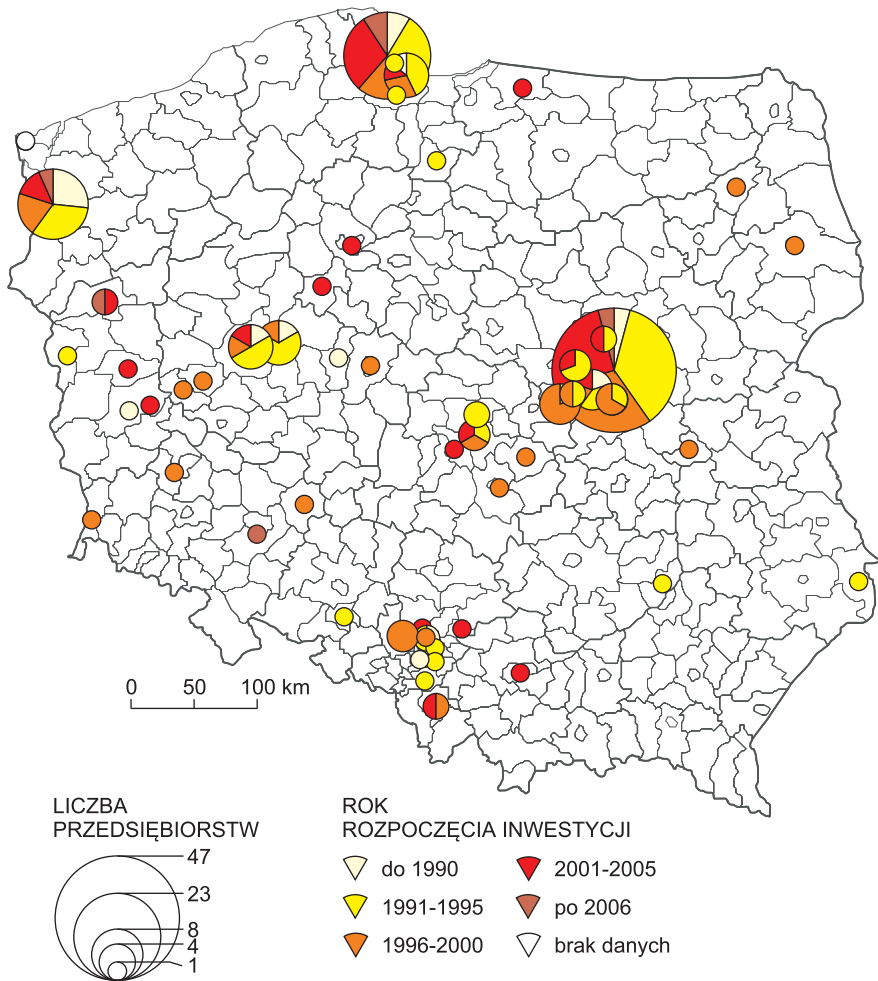 0 50 100 km
LICZBA
PRZEDSIĘBIORSTW
47
23
8
4
1
ROK
ROZPOCZĘCIA INWESTYCJI
do 1990
1991-1995
1996-2000
2001-2005
po 2006
brak danych